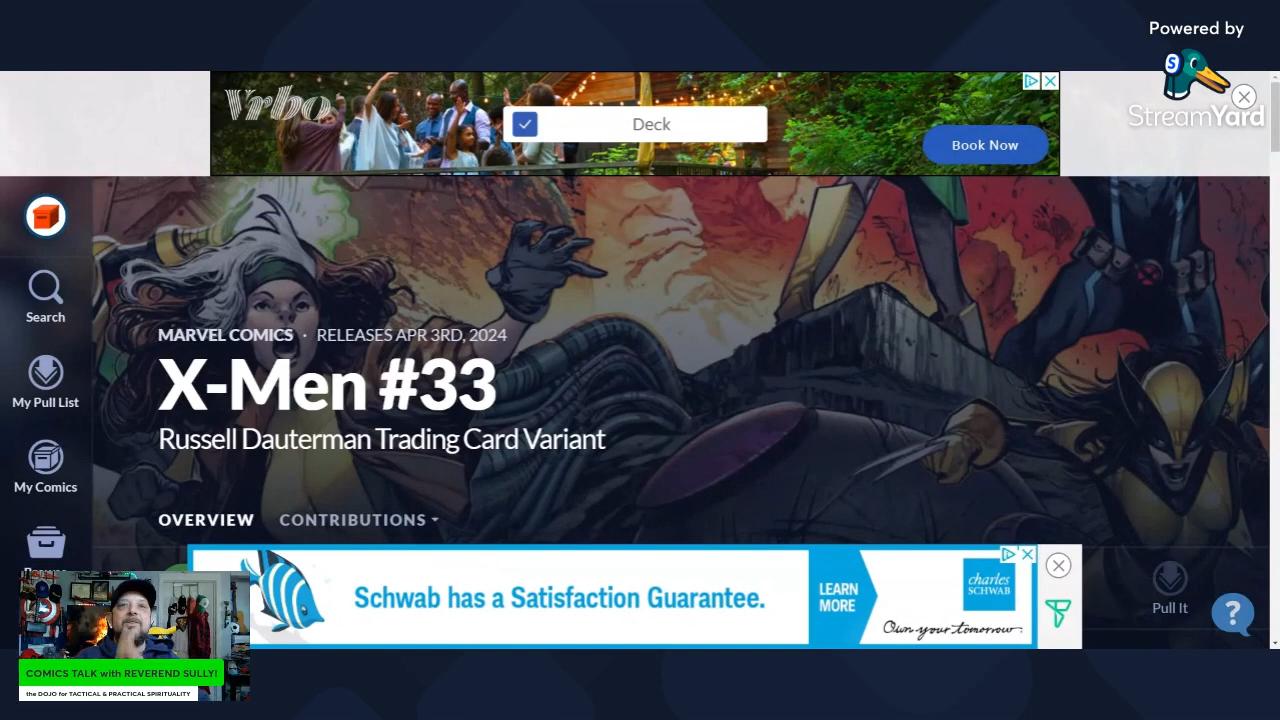 Powered by
StreamYard
Vrbo
Deck
Book Now
Search
My Pull List
My Comics
MARVEL COMICS · RELEASES APR 3RD, 2024
X-Men #33
Russell Dauterman Trading Card Variant
OVERVIEW CONTRIBUTIONS
Schwab has a Satisfaction Guarantee.
LEARN
MORE
charles
SCHWAB
Own your tomorrow.
Pull It
?
COMICS TALK with REVEREND SULLY!
the DOJO for TACTICAL & PRACTICAL SPIRITUALITY